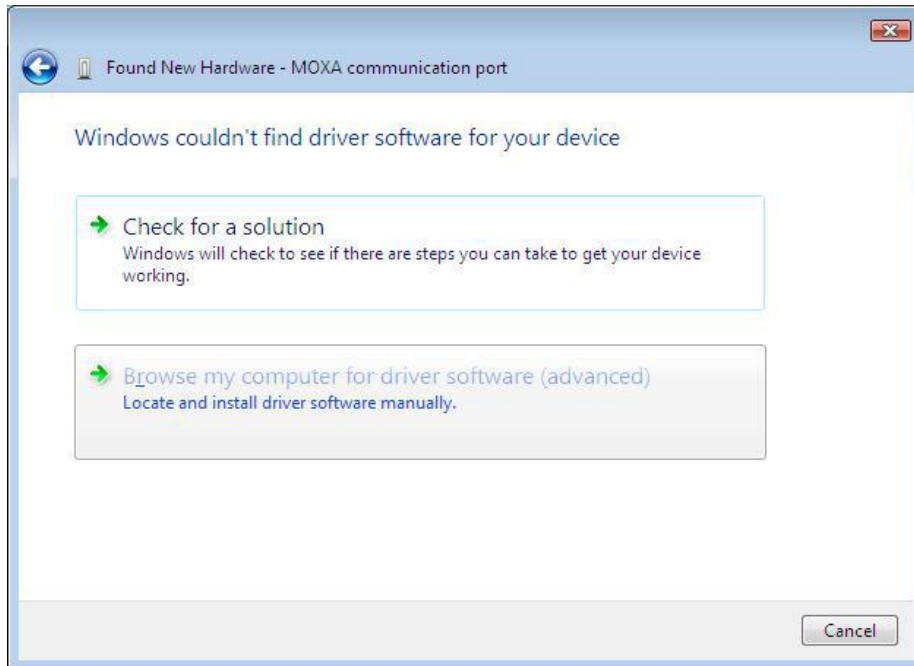 Found New Hardware - MOXA communication port
Windows couldn't find driver software for your device
Check for a solution
Windows will check to see if there are steps you can take to get your device
working.
Browse my computer for driver software (advanced)
Locate and install driver software manually.
Cancel